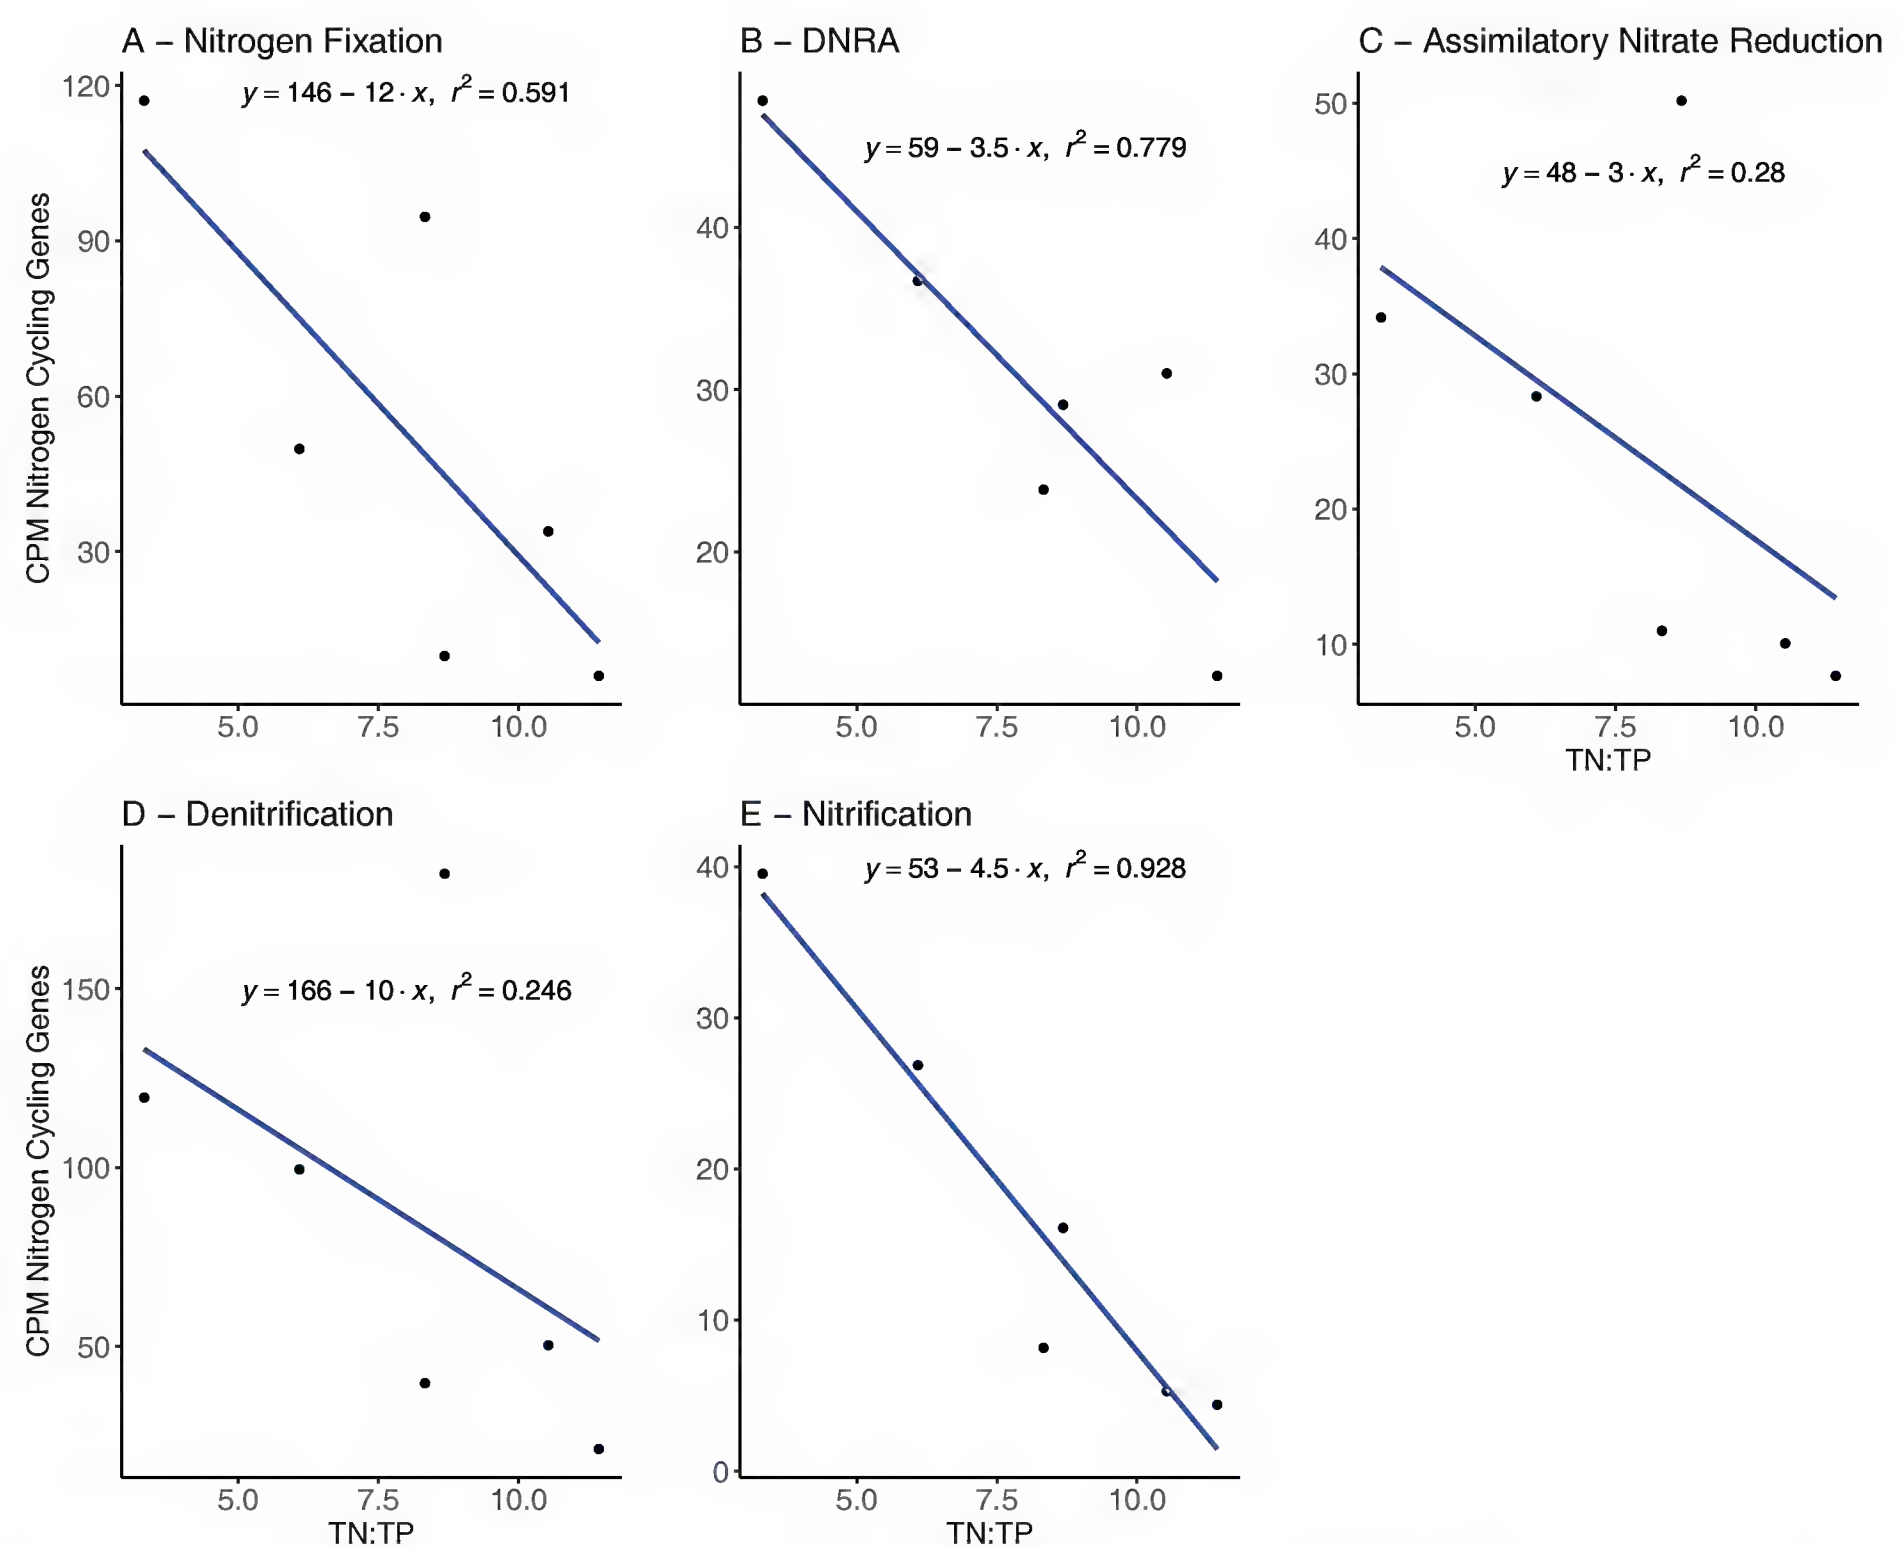 A – Nitrogen Fixation
y = 146 − 12 · x, r² = 0.591
CPM Nitrogen Cycling Genes
120
90
60
30
5.0 7.5 10.0
B – DNRA
y = 59 − 3.5 · x, r² = 0.779
40
30
20
5.0 7.5 10.0
C – Assimilatory Nitrate Reduction
y = 48 − 3 · x, r² = 0.28
50
40
30
20
10
5.0 7.5 10.0
TN:TP
D – Denitrification
y = 166 − 10 · x, r² = 0.246
CPM Nitrogen Cycling Genes
150
100
50
5.0 7.5 10.0
TN:TP
E – Nitrification
y = 53 − 4.5 · x, r² = 0.928
40
30
20
10
0
5.0 7.5 10.0
TN:TP